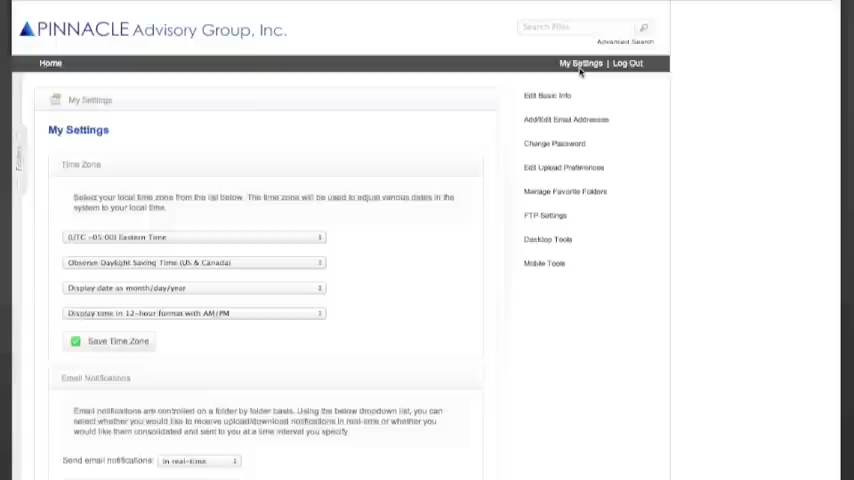 PINNACLE Advisory Group, Inc.
Search Files
Advanced Search
Home
My Settings | Log Out
My Settings
My Settings
Time Zone
Select your local time zone from the list below. The time zone will be used to adjust various dates in the
system to your local time.
(UTC -05:00) Eastern Time
Observe Daylight Saving Time (US & Canada)
Display date as month/day/year
Display time in 12-hour format with AM/PM
Save Time Zone
Email Notifications
Email notifications are controlled on a folder by folder basis. Using the below dropdown list, you can
select whether you would like to receive upload/download notifications in real-time or whether you
would like them consolidated and sent to you at a time interval you specify
Send email notifications: In real-time
Edit Basic Info
Add/Edit Email Addresses
Change Password
Edit Upload Preferences
Manage Favorite Folders
FTP Settings
Desktop Tools
Mobile Tools
Folders